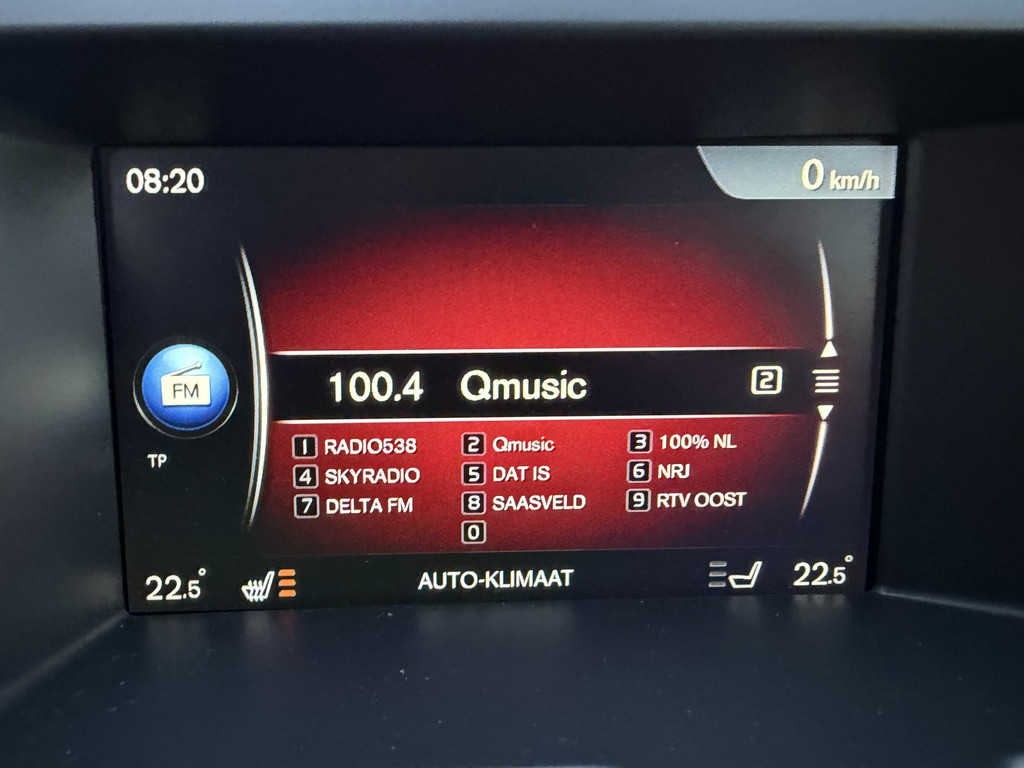 08:20
0 km/h
FM
100.4 Qmusic 2
1 RADIO538 2 Qmusic 3 100% NL
TP
4 SKYRADIO 5 DAT IS 6 NRJ
7 DELTA FM 8 SAASVELD 9 RTV OOST
0
22.5° AUTO-KLIMAAT 22.5°